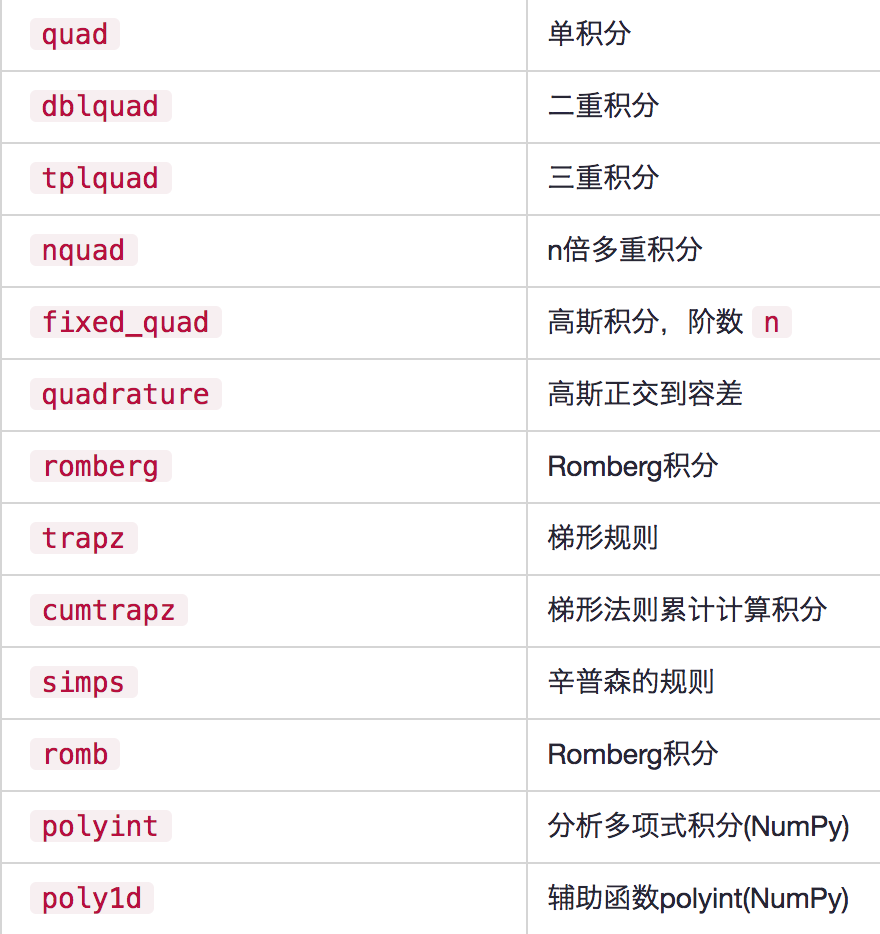 quad 单积分
dblquad 二重积分
tplquad 三重积分
nquad n倍多重积分
fixed_quad 高斯积分，阶数 n
quadrature 高斯正交到容差
romberg Romberg积分
trapz 梯形规则
cumtrapz 梯形法则累计计算积分
simps 辛普森的规则
romb Romberg积分
polyint 分析多项式积分(NumPy)
poly1d 辅助函数polyint(NumPy)